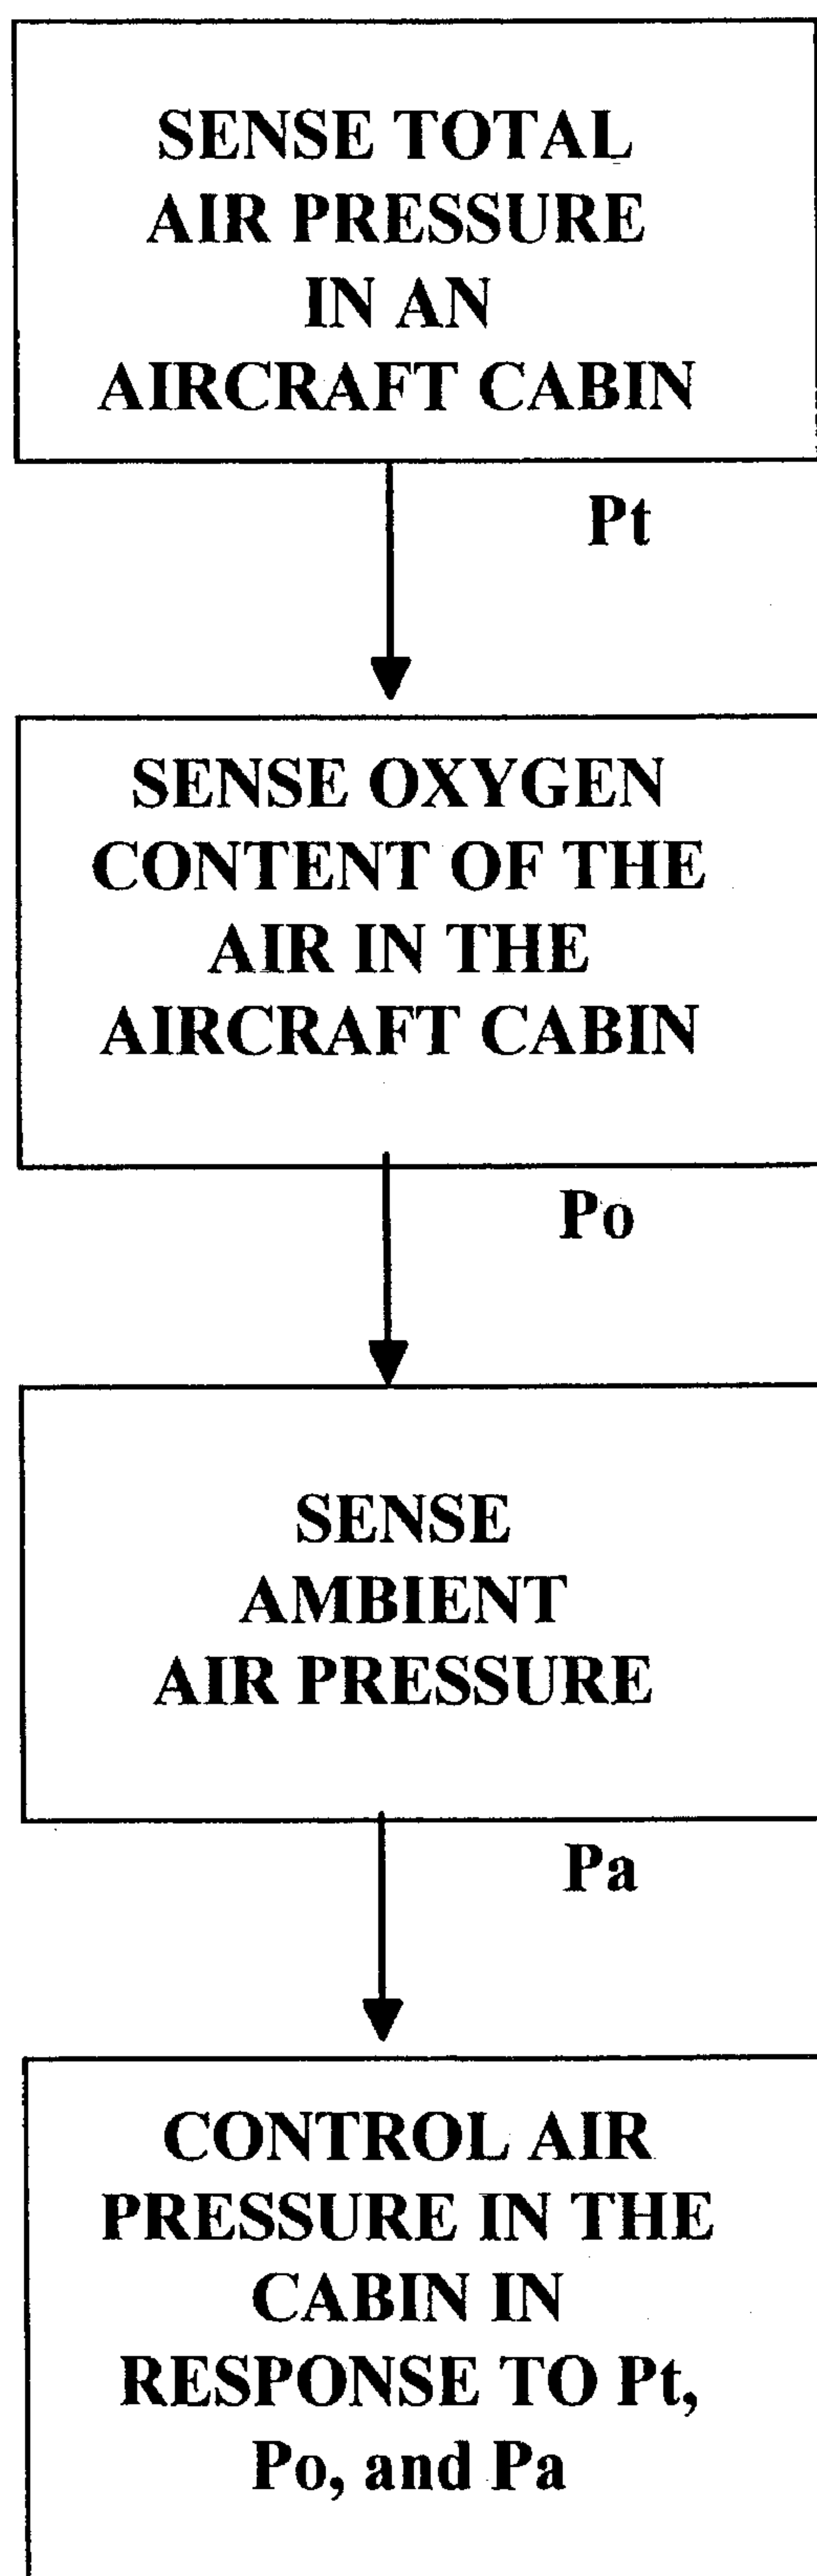 SENSE TOTAL
AIR PRESSURE
IN AN
AIRCRAFT CABIN
Pt
SENSE OXYGEN
CONTENT OF THE
AIR IN THE
AIRCRAFT CABIN
Po
SENSE
AMBIENT
AIR PRESSURE
Pa
CONTROL AIR
PRESSURE IN THE
CABIN IN
RESPONSE TO Pt,
Po, and Pa